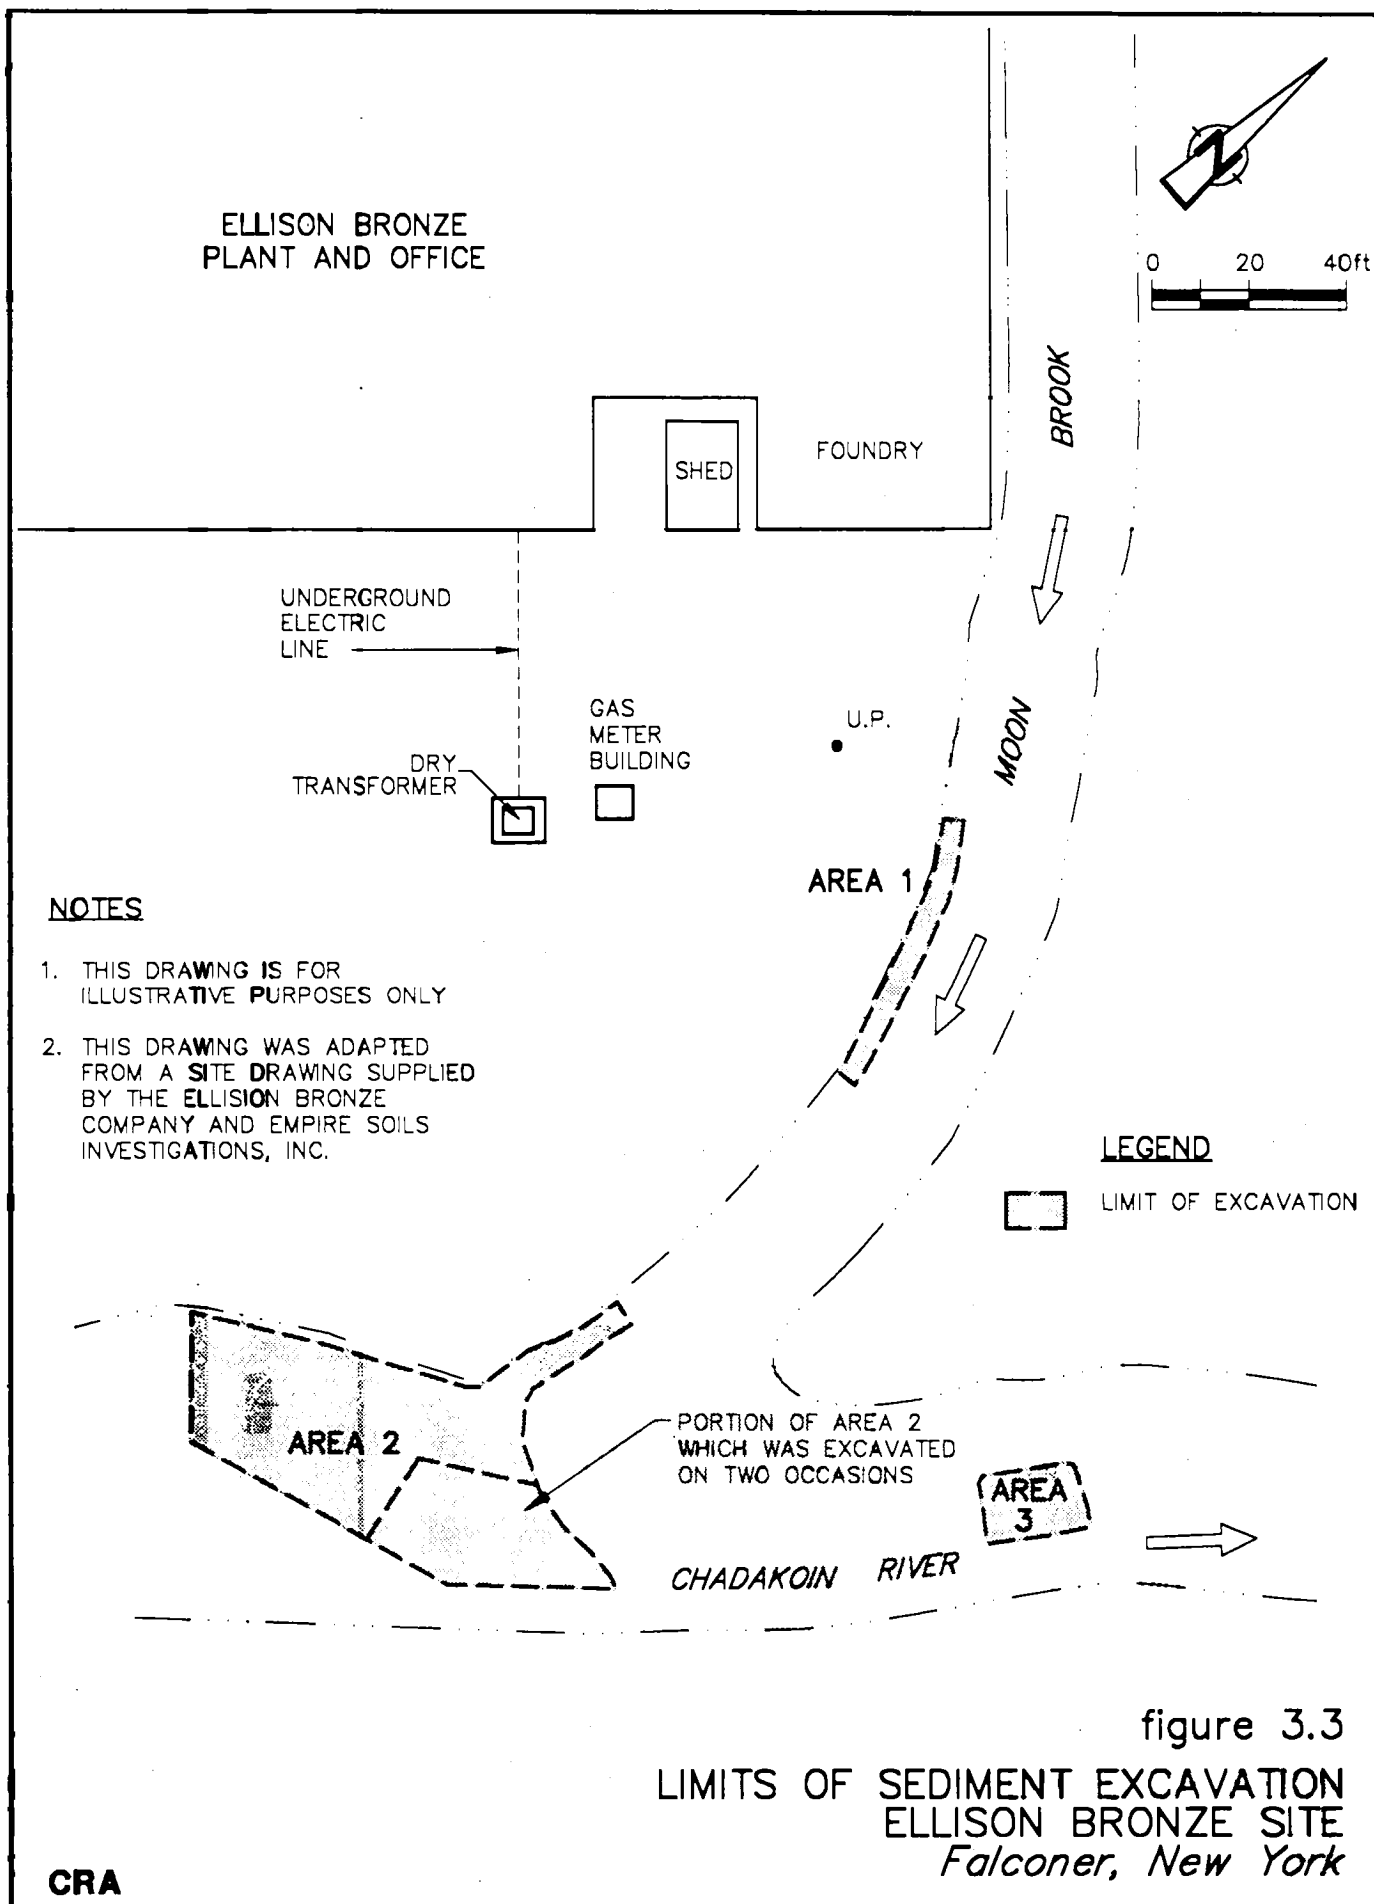 ELLISON BRONZE
PLANT AND OFFICE
N
0 20 40ft
BROOK
FOUNDRY
SHED
UNDERGROUND
ELECTRIC
LINE
MOON
GAS
METER
BUILDING
U.P.
DRY
TRANSFORMER
AREA 1
NOTES
1. THIS DRAWING IS FOR
ILLUSTRATIVE PURPOSES ONLY
2. THIS DRAWING WAS ADAPTED
FROM A SITE DRAWING SUPPLIED
BY THE ELLISION BRONZE
COMPANY AND EMPIRE SOILS
INVESTIGATIONS, INC.
LEGEND
LIMIT OF EXCAVATION
AREA 2
PORTION OF AREA 2
WHICH WAS EXCAVATED
ON TWO OCCASIONS
AREA
3
CHADAKOIN RIVER
figure 3.3
LIMITS OF SEDIMENT EXCAVATION
ELLISON BRONZE SITE
Falconer, New York
CRA